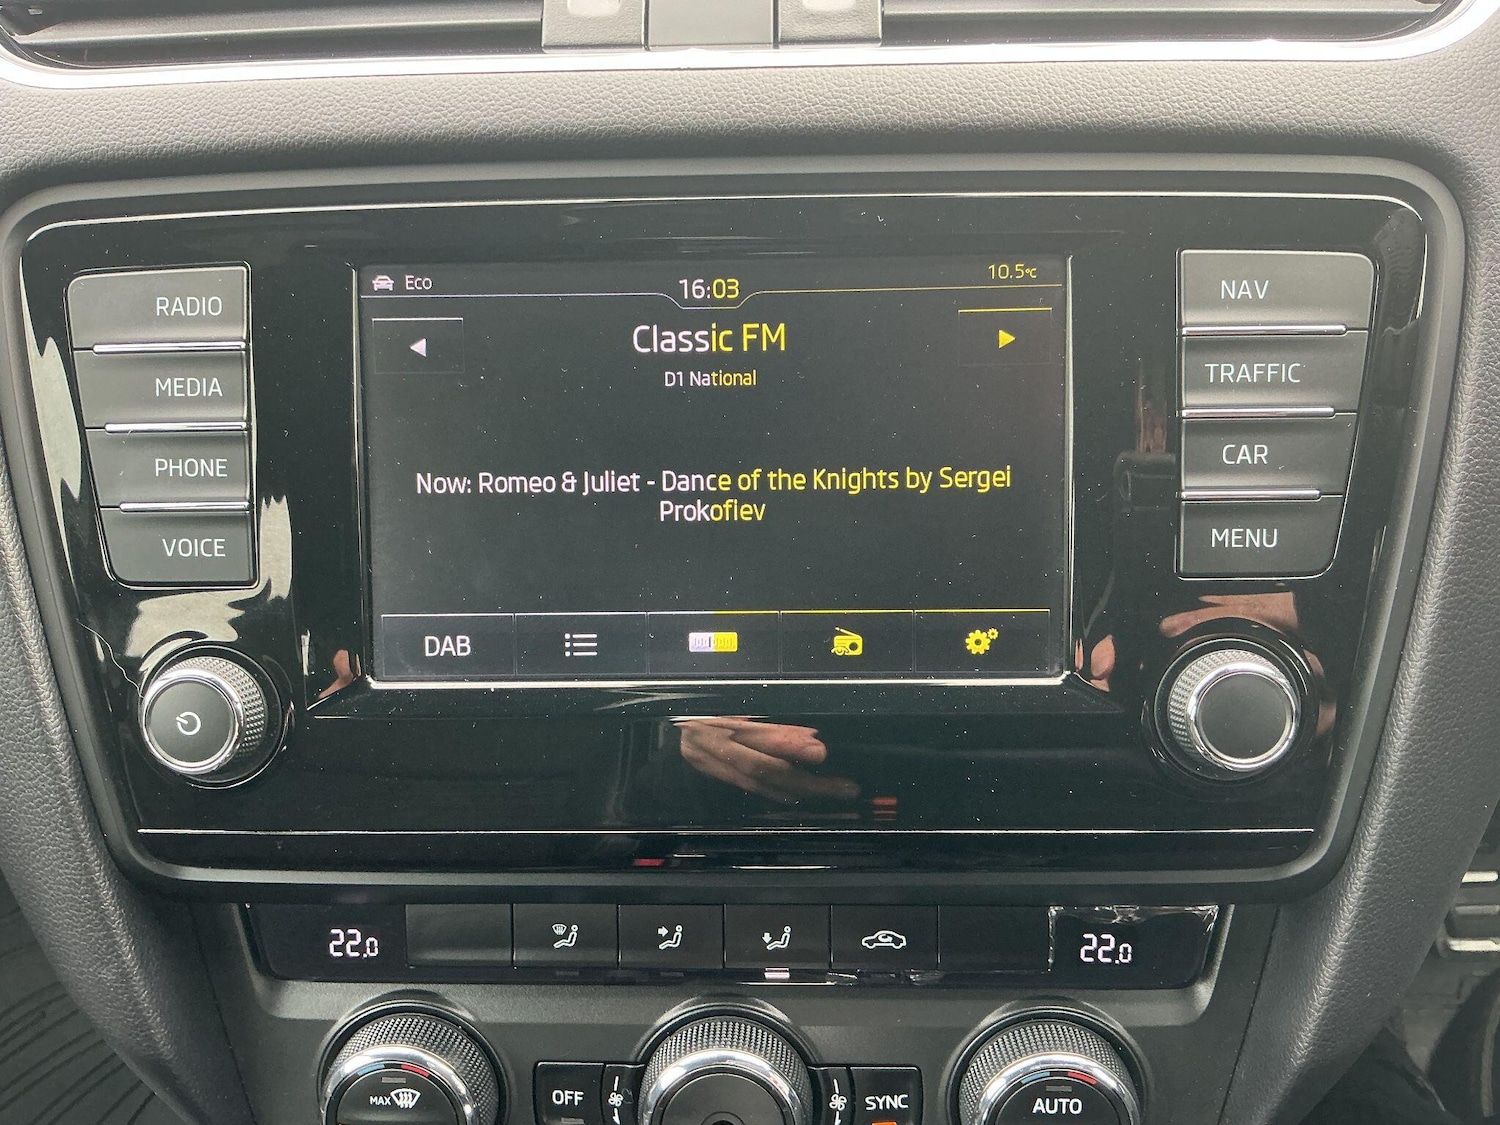 Eco
16:03
10.5°C
Classic FM
D1 National
Now: Romeo & Juliet - Dance of the Knights by Sergei
Prokofiev
DAB
RADIO
MEDIA
PHONE
VOICE
NAV
TRAFFIC
CAR
MENU
22.0
22.0
MAX
OFF
SYNC
AUTO